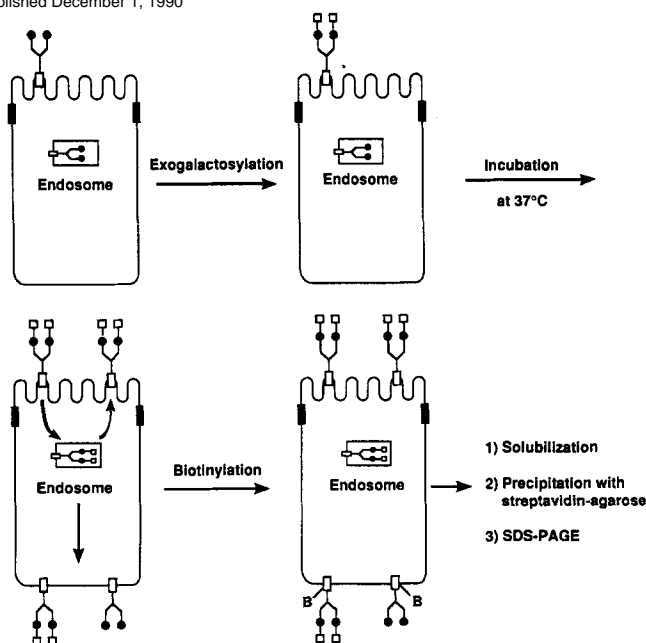 blished December 1, 1990
Endosome
Exogalactosylation
Endosome
Incubation
at 37°C
Endosome
Biotinylation
Endosome
B
B
1) Solubilization
2) Precipitation with
streptavidin-agarose
3) SDS-PAGE